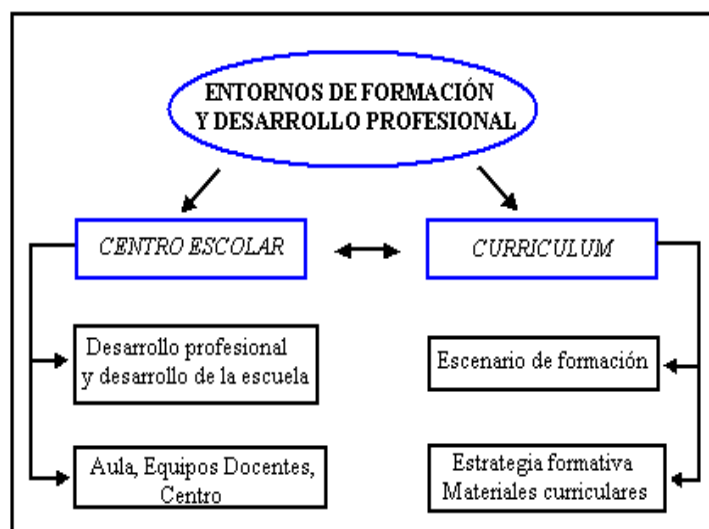 ENTORNOS DE FORMACIÓN
Y DESARROLLO PROFESIONAL
CENTRO ESCOLAR
CURRICULUM
Desarrollo profesional
y desarrollo de la escuela
Escenario de formación
Aula, Equipos Docentes,
Centro
Estrategia formativa
Materiales curriculares